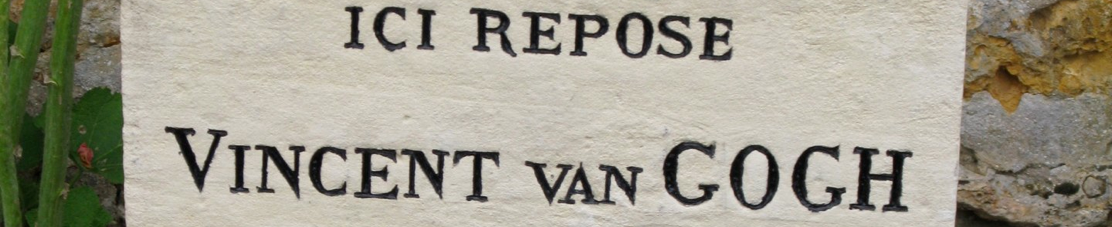 ICI REPOSE
VINCENT VAN GOGH